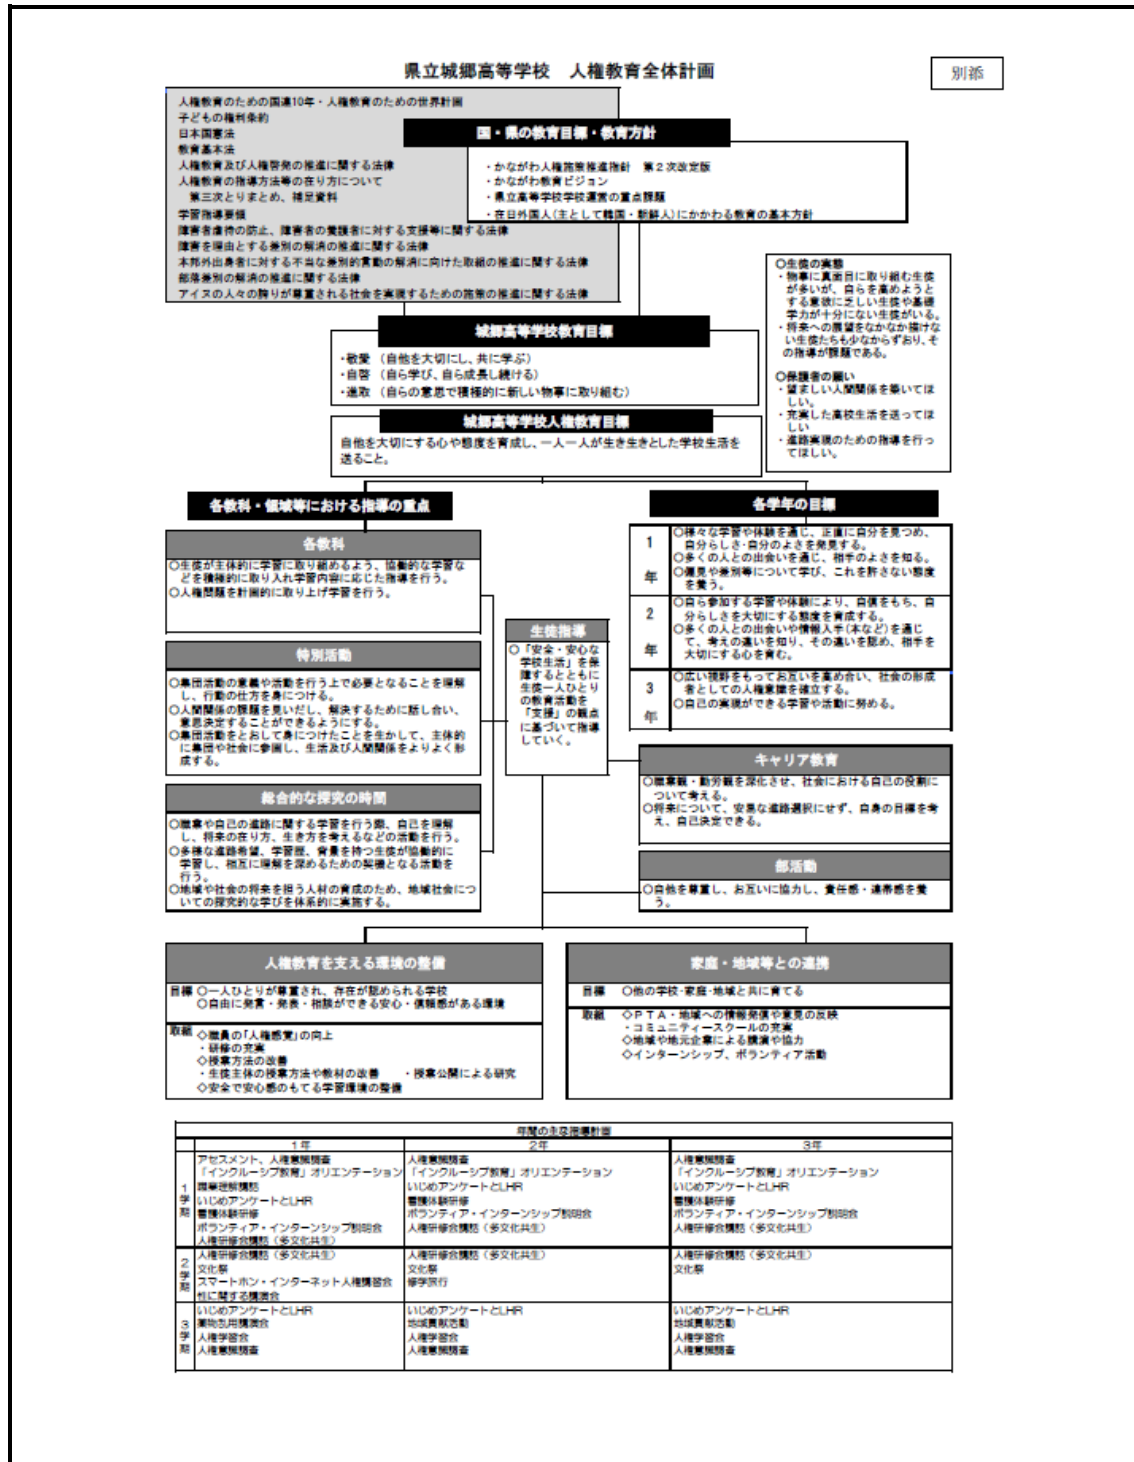 県立城郷高等学校　人権教育全体計画
別添
人権教育のための国連10年・人権教育のための世界計画
子どもの権利条約
日本国憲法
教育基本法
人権教育及び人権啓発の推進に関する法律
人権教育の指導方法等の在り方について
第三次とりまとめ、補足資料
学習指導要領
障害者虐待の防止、障害者の養護者に対する支援等に関する法律
障害を理由とする差別の解消の推進に関する法律
本邦外出身者に対する不当な差別的言動の解消に向けた取組の推進に関する法律
部落差別の解消の推進に関する法律
アイヌの人々の誇りが尊重される社会を実現するための施策の推進に関する法律
国・県の教育目標・教育方針
・かながわ人権施策推進指針　第２次改定版
・かながわ教育ビジョン
・県立高等学校学校運営の重点課題
・在日外国人(主として韓国・朝鮮人)にかかわる教育の基本方針
○生徒の実態
・物事に真面目に取り組む生徒
が多いが、自らを高めようと
する意欲に乏しい生徒や基礎
学力が十分にない生徒がいる。
・将来への展望をなかなか描けな
い生徒たちも少なからずおり、そ
の指導が課題である。
○保護者の願い
・望ましい人間関係を築いてほ
しい。
・充実した高校生活を送ってほ
しい
・進路実現のための指導を行っ
てほしい。
城郷高等学校教育目標
・敬愛　（自他を大切にし、共に学ぶ）
・自啓　（自ら学び、自ら成長し続ける）
・進取　（自らの意思で積極的に新しい物事に取り組む）
城郷高等学校人権教育目標
自他を大切にする心や態度を育成し、一人一人が生き生きとした学校生活を
送ること。
各教科・領域等における指導の重点
各教科
○生徒が主体的に学習に取り組めるよう、協働的な学習な
どを積極的に取り入れ学習内容に応じた指導を行う。
○人権問題を計画的に取り上げ学習を行う。
特別活動
○集団活動の意義や活動を行う上で必要となることを理解
し、行動の仕方を身につける。
○人間関係の課題を見いだし、解決するために話し合い、
意思決定することができるようにする。
○集団活動をとおして身につけたことを生かして、主体的
に集団や社会に参画し、生活及び人間関係をよりよく形
成する。
総合的な探究の時間
○職業や自己の進路に関する学習を行う際、自己を理解
し、将来の在り方、生き方を考えるなどの活動を行う。
○多様な進路希望、学習歴、背景を持つ生徒が協働的に
学習し、相互に理解を深めるための契機となる活動を
行う。
○地域や社会の将来を担う人材の育成のため、地域社会につ
いての探究的な学びを体系的に実施する。
生徒指導
○「安全・安心な
学校生活」を保
障するとともに
生徒一人ひとり
の教育活動を
「支援」の観点
に基づいて指導
していく。
各学年の目標
1年
○様々な学習や体験を通じ、正直に自分を見つめ、
自分らしさ・自分のよさを発見する。
○多くの人との出会いを通じ、相手のよさを知る。
○偏見や差別等について学び、これを許さない態度
を養う。
2年
○自ら参加する学習や体験により、自信をもち、自
分らしさを大切にする態度を育成する。
○多くの人との出会いや情報入手(本など)を通じ
て、考えの違いを知り、その違いを認め、相手を
大切にする心を育む。
3年
○広い視野をもってお互いを高め合い、社会の形成
者としての人権意識を確立する。
○自己の実現ができる学習や活動に努める。
キャリア教育
○職業観・勤労観を深化させ、社会における自己の役割に
ついて考える。
○将来について、安易な進路選択にせず、自身の目標を考
え、自己決定できる。
部活動
○自他を尊重し、お互いに協力し、責任感・連帯感を養
う。
人権教育を支える環境の整備
目標　○一人ひとりが尊重され、存在が認められる学校
○自由に発言・発表・相談ができる安心・信頼感がある環境
取組　◇職員の「人権感覚」の向上
・研修の充実
◇授業方法の改善
・生徒主体の授業方法や教材の改善　・授業公開による研究
◇安全で安心感のもてる学習環境の整備
家庭・地域等との連携
目標　○他の学校・家庭・地域と共に育てる
取組　◇ＰＴＡ・地域への情報発信や意見の反映
・コミュニティースクールの充実
◇地域や地元企業による講演や協力
◇インターンシップ、ボランティア活動
年間の主な指導計画
1年　2年　3年
1学期
アセスメント、人権意識調査
「インクルーシブ教育」オリエンテーション
職業理解講話
いじめアンケートとLHR
看護体験研修
ボランティア・インターンシップ説明会
人権研修会講話（多文化共生）
人権意識調査
「インクルーシブ教育」オリエンテーション
いじめアンケートとLHR
看護体験研修
ボランティア・インターンシップ説明会
人権研修会講話（多文化共生）
人権意識調査
「インクルーシブ教育」オリエンテーション
いじめアンケートとLHR
看護体験研修
ボランティア・インターンシップ説明会
人権研修会講話（多文化共生）
2学期
人権研修会講話（多文化共生）
文化祭
スマートホン・インターネット人権講習会
性に関する講演会
人権研修会講話（多文化共生）
文化祭
修学旅行
人権研修会講話（多文化共生）
文化祭
3学期
いじめアンケートとLHR
薬物乱用講演会
人権学習会
人権意識調査
いじめアンケートとLHR
地域貢献活動
人権学習会
人権意識調査
いじめアンケートとLHR
地域貢献活動
人権学習会
人権意識調査